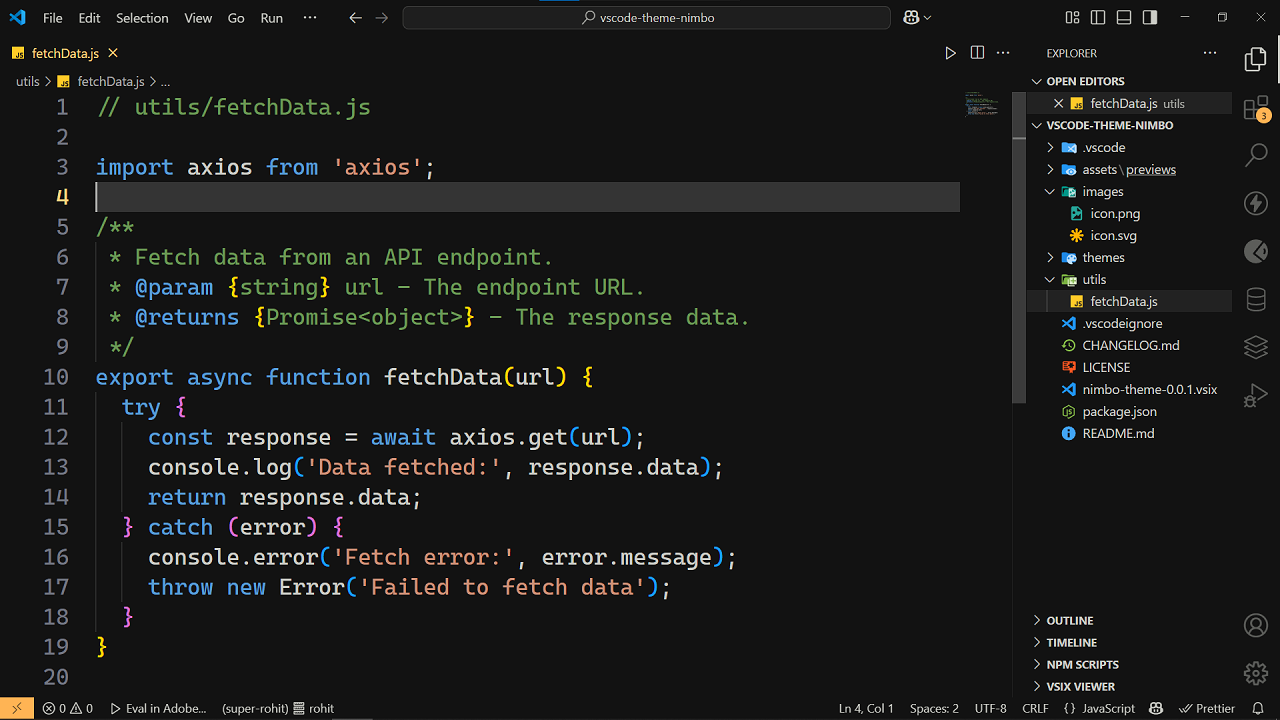 File Edit Selection View Go Run ···
vscode-theme-nimbo
fetchData.js
utils > fetchData.js > ...
1 // utils/fetchData.js
2
3 import axios from 'axios';
4
5 /**
6 * Fetch data from an API endpoint.
7 * @param {string} url - The endpoint URL.
8 * @returns {Promise<object>} - The response data.
9 */
10 export async function fetchData(url) {
11 try {
12 const response = await axios.get(url);
13 console.log('Data fetched:', response.data);
14 return response.data;
15 } catch (error) {
16 console.error('Fetch error:', error.message);
17 throw new Error('Failed to fetch data');
18 }
19 }
20
EXPLORER
OPEN EDITORS
JS fetchData.js utils
VSCODE-THEME-NIMBO
.vscode
assets\previews
images
icon.png
icon.svg
themes
utils
JS fetchData.js
.vscodeignore
CHANGELOG.md
LICENSE
nimbo-theme-0.0.1.vsix
package.json
README.md
OUTLINE
TIMELINE
NPM SCRIPTS
VSIX VIEWER
3
0 0 Eval in Adobe... (super-rohit) rohit
Ln 4, Col 1 Spaces: 2 UTF-8 CRLF {} JavaScript Prettier